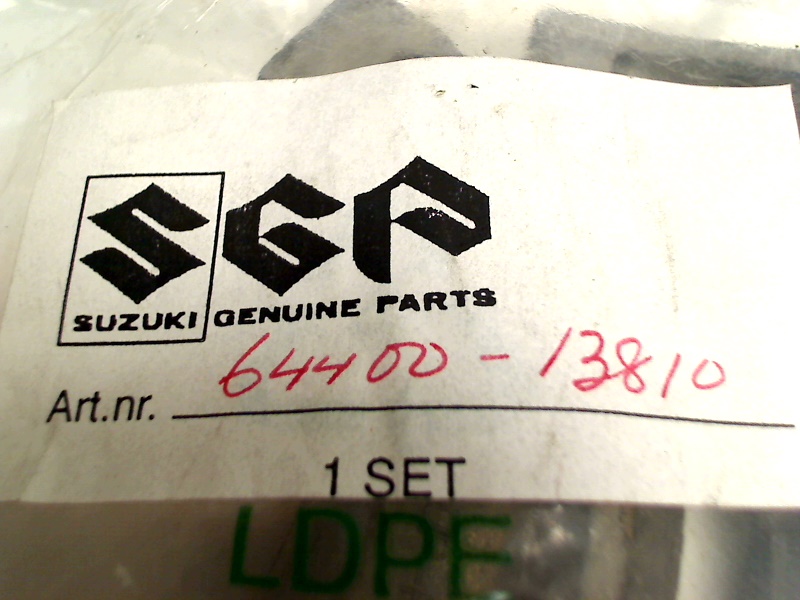 SGP
SUZUKI GENUINE PARTS
Art.nr. 64400-13810
1 SET
LDPE